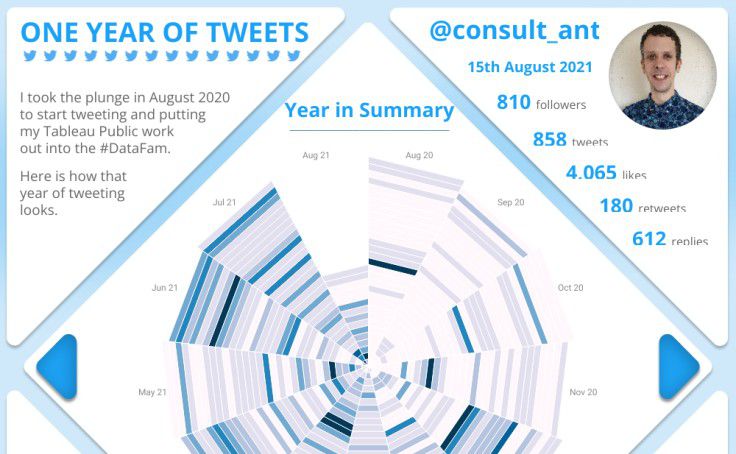 ONE YEAR OF TWEETS
I took the plunge in August 2020
to start tweeting and putting
my Tableau Public work
out into the #DataFam.
Here is how that
year of tweeting
looks.
@consult_ant
15th August 2021
810 followers
858 tweets
4,065 likes
180 retweets
612 replies
Year in Summary
Aug 21
Aug 20
Jul 21
Sep 20
Jun 21
Oct 20
May 21
Nov 20